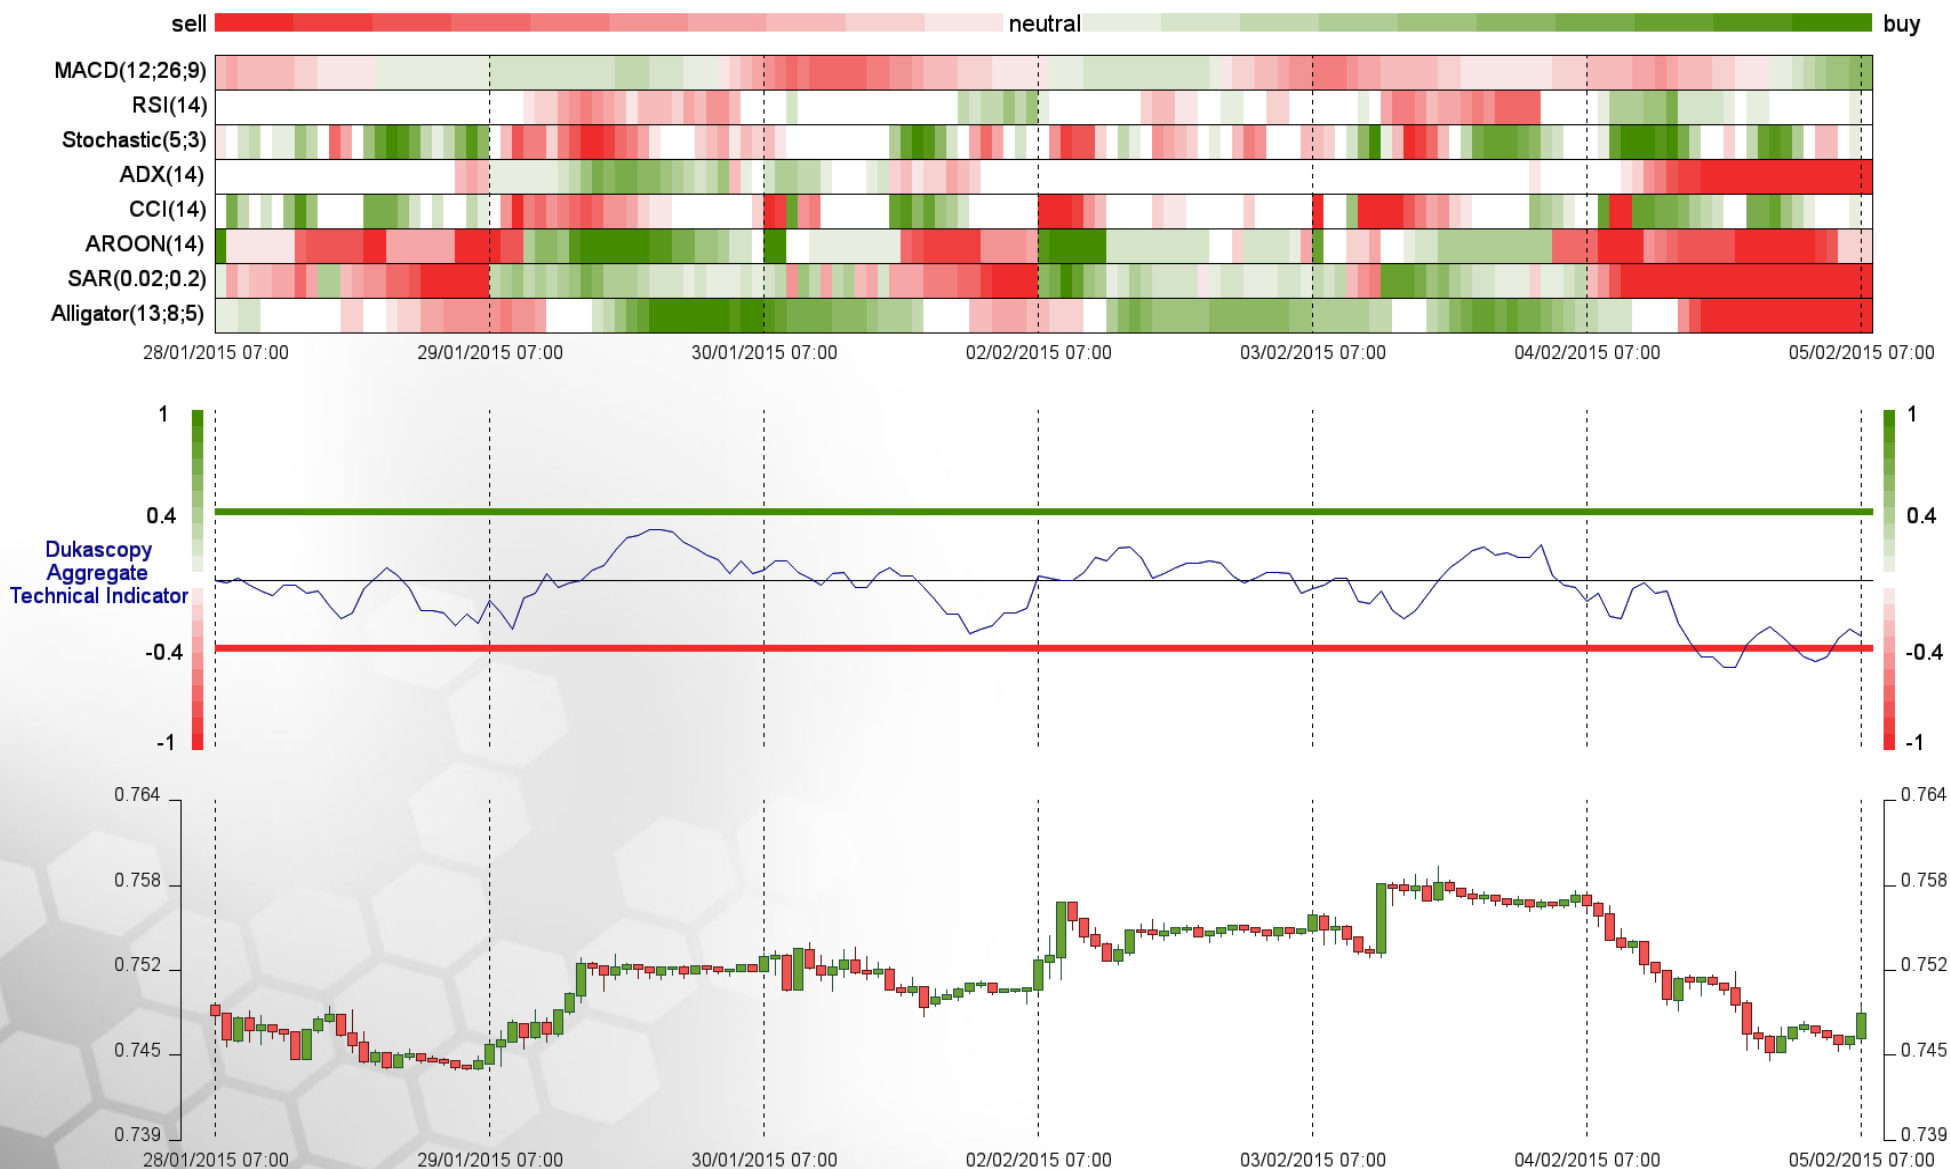 sell neutral buy
MACD(12;26;9)
RSI(14)
Stochastic(5;3)
ADX(14)
CCI(14)
AROON(14)
SAR(0.02;0.2)
Alligator(13;8;5)
28/01/2015 07:00 29/01/2015 07:00 30/01/2015 07:00 02/02/2015 07:00 03/02/2015 07:00 04/02/2015 07:00 05/02/2015 07:00
1 1
0.4 0.4
Dukascopy
Aggregate
Technical Indicator
-0.4 -0.4
-1 -1
0.764 0.764
0.758 0.758
0.752 0.752
0.745 0.745
0.739 0.739
28/01/2015 07:00 29/01/2015 07:00 30/01/2015 07:00 02/02/2015 07:00 03/02/2015 07:00 04/02/2015 07:00 05/02/2015 07:00